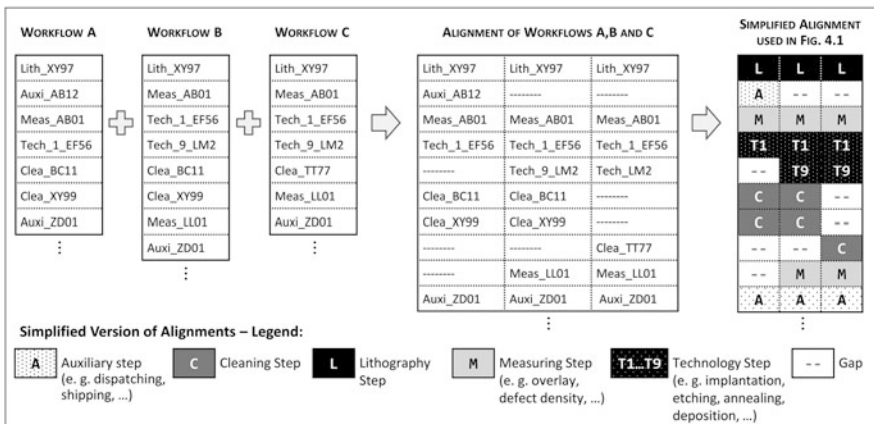 WORKFLOW A
WORKFLOW B
WORKFLOW C
ALIGNMENT OF WORKFLOWS A,B AND C
SIMPLIFIED ALIGNMENT
USED IN FIG. 4.1
Lith_XY97
Auxi_AB12
Meas_AB01
Tech_1_EF56
Clea_BC11
Clea_XY99
Auxi_ZD01
⋮
Lith_XY97
Meas_AB01
Tech_1_EF56
Tech_9_LM2
Clea_BC11
Clea_XY99
Meas_LL01
Auxi_ZD01
⋮
Lith_XY97
Meas_AB01
Tech_1_EF56
Tech_9_LM2
Clea_TT77
Meas_LL01
Auxi_ZD01
⋮
Lith_XY97 Lith_XY97 Lith_XY97
Auxi_AB12 -------- --------
Meas_AB01 Meas_AB01 Meas_AB01
Tech_1_EF56 Tech_1_EF56 Tech_1_EF56
-------- Tech_9_LM2 Tech_LM2
Clea_BC11 Clea_BC11 --------
Clea_XY99 Clea_XY99 --------
-------- -------- Clea_TT77
-------- Meas_LL01 Meas_LL01
Auxi_ZD01 Auxi_ZD01 Auxi_ZD01
⋮
L L L
A -- --
M M M
T1 T1 T1
-- T9 T9
C C --
C C --
-- -- C
-- M M
A A A
⋮
Simplified Version of Alignments – Legend:
A Auxiliary step
(e. g. dispatching,
shipping, ...)
C Cleaning Step
L Lithography
Step
M Measuring Step
(e. g. overlay,
defect density, ...)
T1...T9 Technology Step
(e. g. implantation,
etching, annealing,
deposition, ...)
-- Gap